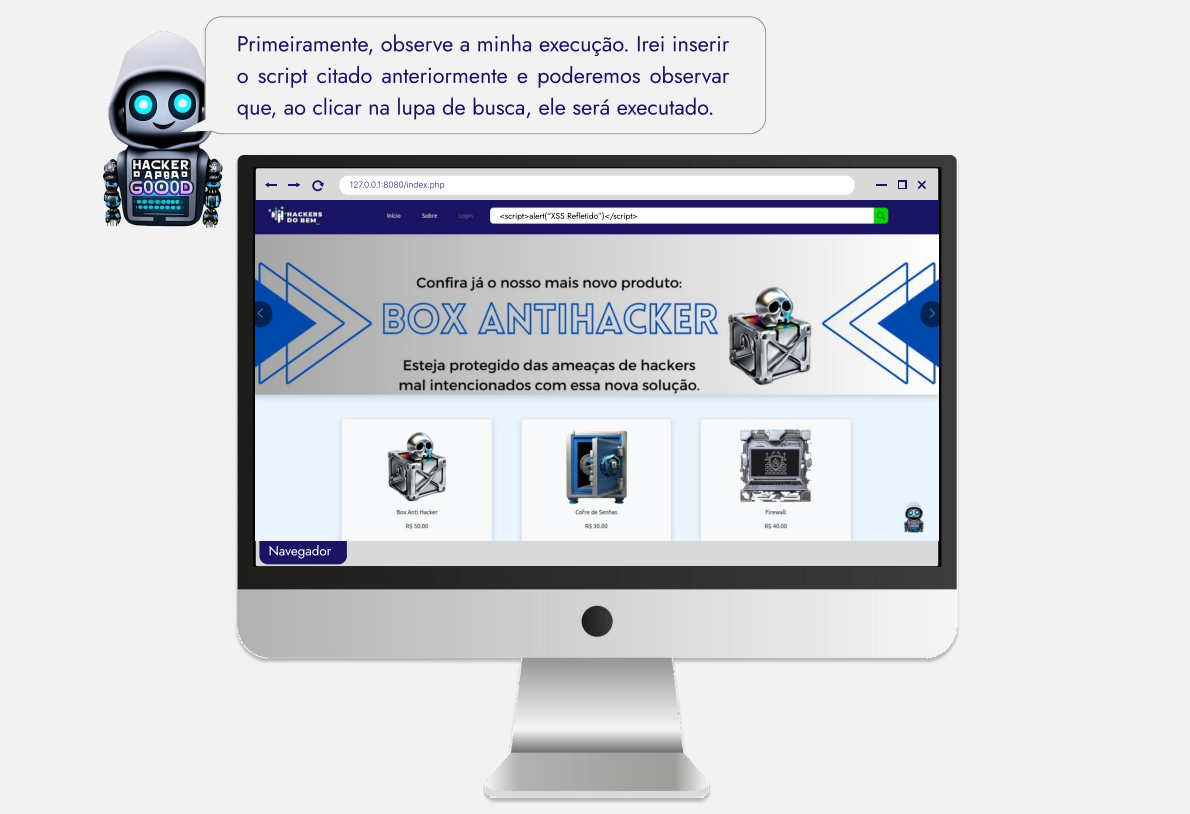 Primeiramente, observe a minha execução. Irei inserir
o script citado anteriormente e poderemos observar
que, ao clicar na lupa de busca, ele será executado.
HACKER
GOOOD
127.0.0.1:8080/index.php
HACKERS
DO BEM_
Início Sobre Login
<script>alert("XSS Refletido")</script>
Confira já o nosso mais novo produto:
BOX ANTIHACKER
Esteja protegido das ameaças de hackers
mal intencionados com essa nova solução.
Box Anti Hacker Cofre de Senhas Firewall
R$ 50.00 R$ 30.00 R$ 40.00
Navegador